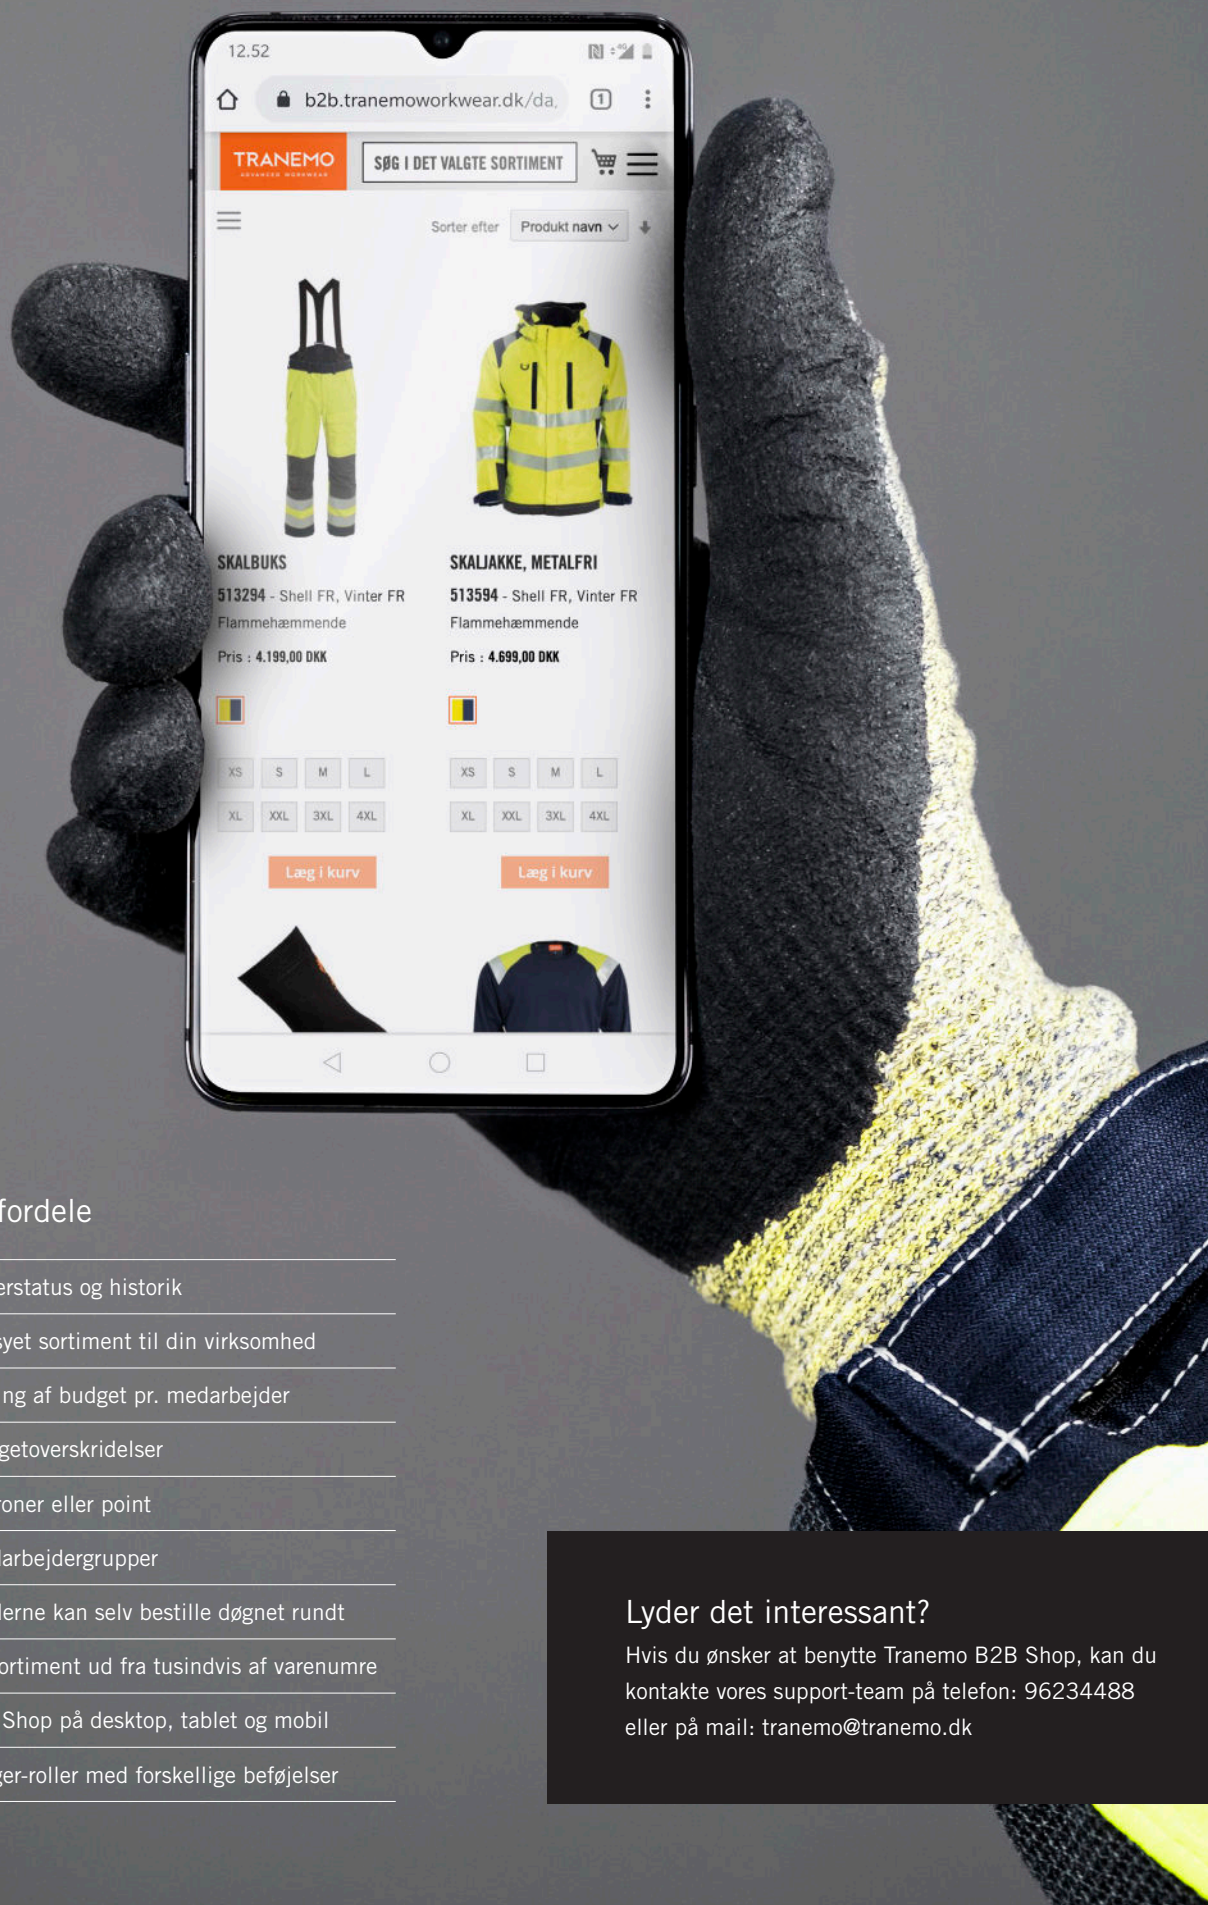 12.52
b2b.tranemoworkwear.dk/da,
1
TRANEMO
ADVANCED WORKWEAR
SØG I DET VALGTE SORTIMENT
Sorter efter
Produkt navn
SKALBUKS
513294 - Shell FR, Vinter FR
Flammehæmmende
Pris : 4.199,00 DKK
XS S M L
XL XXL 3XL 4XL
Læg i kurv
SKALJAKKE, METALFRI
513594 - Shell FR, Vinter FR
Flammehæmmende
Pris : 4.699,00 DKK
XS S M L
XL XXL 3XL 4XL
Læg i kurv
fordele
erstatus og historik
syet sortiment til din virksomhed
ing af budget pr. medarbejder
getoverskridelser
roner eller point
larbejdergrupper
lerne kan selv bestille døgnet rundt
ortiment ud fra tusindvis af varenumre
Shop på desktop, tablet og mobil
ger-roller med forskellige beføjelser
Lyder det interessant?
Hvis du ønsker at benytte Tranemo B2B Shop, kan du
kontakte vores support-team på telefon: 96234488
eller på mail: tranemo@tranemo.dk